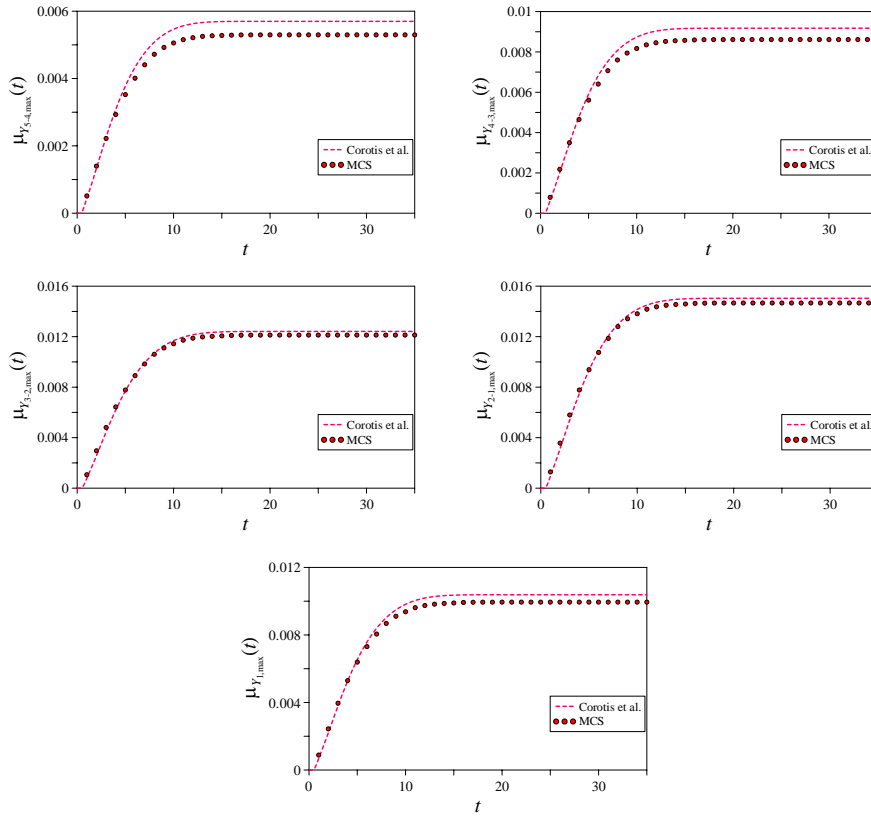 0.006
0.004
0.002
0
μY5-4,max(t)
Corotis et al.
MCS
0 10 20 30
t
0.01
0.008
0.006
0.004
0.002
0
μY4-3,max(t)
Corotis et al.
MCS
0 10 20 30
t
0.016
0.012
0.008
0.004
0
μY3-2,max(t)
Corotis et al.
MCS
0 10 20 30
t
0.016
0.012
0.008
0.004
0
μY2-1,max(t)
Corotis et al.
MCS
0 10 20 30
t
0.012
0.008
0.004
0
μY1,max(t)
Corotis et al.
MCS
0 10 20 30
t